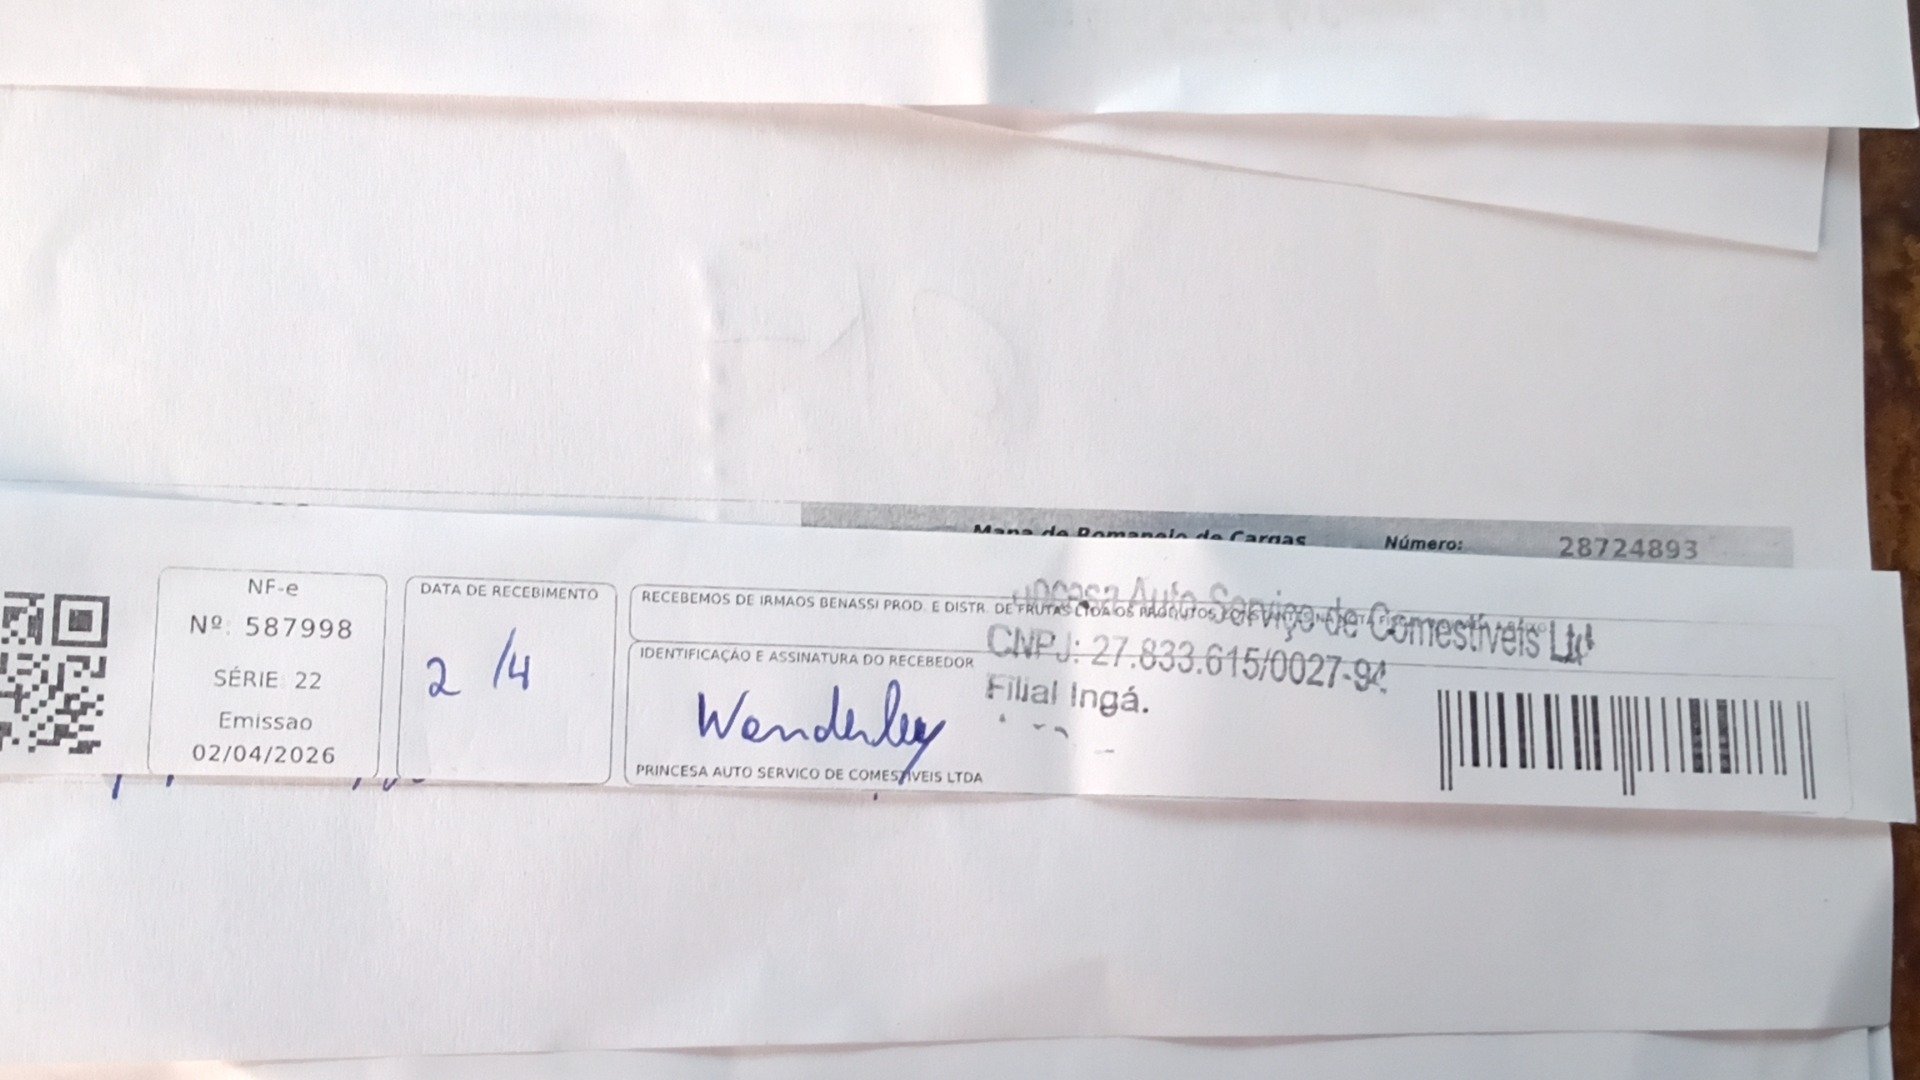 Mapa de Romaneio de Cargas Número: 28724893
NF-e
Nº: 587998
SÉRIE: 22
Emissao
02/04/2026
DATA DE RECEBIMENTO
2 /4
RECEBEMOS DE IRMAOS BENASSI PROD. E DISTR. DE FRUTAS LTDA OS PRODUTOS
IDENTIFICAÇÃO E ASSINATURA DO RECEBEDOR
Wanderley
PRINCESA AUTO SERVICO DE COMESTIVEIS LTDA
Auto Serviço de Comestíveis Ltd
CNPJ: 27.833.615/0027-94
Filial Ingá.